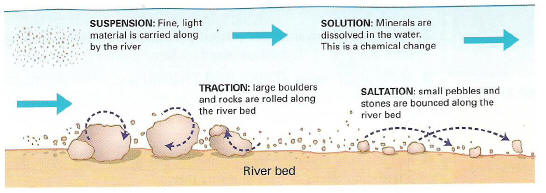 SUSPENSION: Fine, light
material is carried along
by the river
SOLUTION: Minerals are
dissolved in the water.
This is a chemical change
TRACTION: large boulders
and rocks are rolled along
the river bed
SALTATION: small pebbles and
stones are bounced along the
river bed
River bed